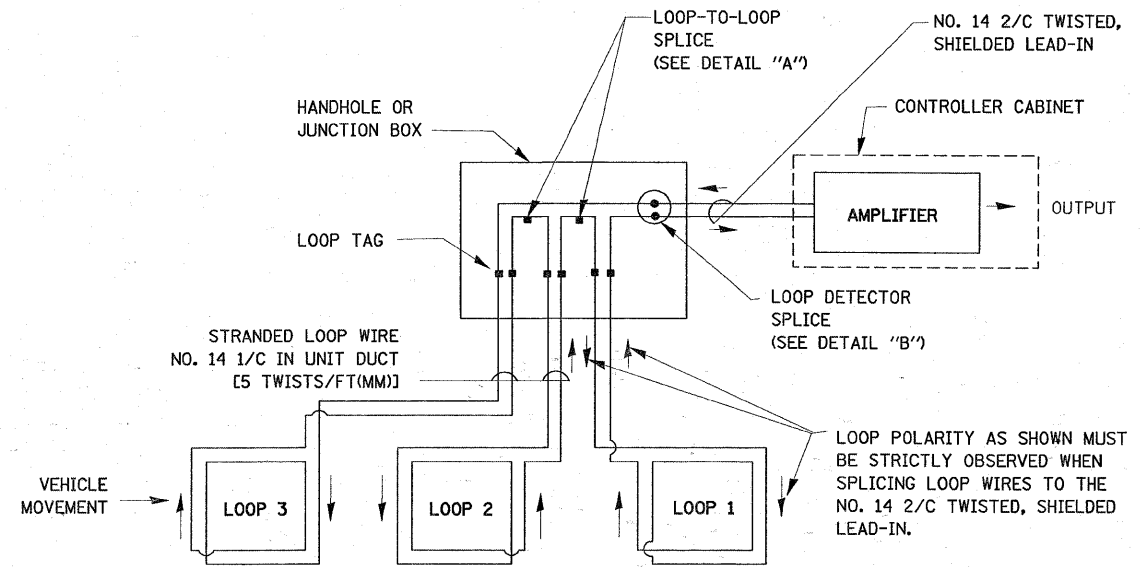 LOOP-TO-LOOP
SPLICE
(SEE DETAIL "A")
NO. 14 2/C TWISTED,
SHIELDED LEAD-IN
HANDHOLE OR
JUNCTION BOX
CONTROLLER CABINET
AMPLIFIER
OUTPUT
LOOP TAG
LOOP DETECTOR
SPLICE
(SEE DETAIL "B")
STRANDED LOOP WIRE
NO. 14 1/C IN UNIT DUCT
[5 TWISTS/FT(MM)]
LOOP POLARITY AS SHOWN MUST
BE STRICTLY OBSERVED WHEN
SPLICING LOOP WIRES TO THE
NO. 14 2/C TWISTED, SHIELDED
LEAD-IN.
VEHICLE
MOVEMENT
LOOP 3
LOOP 2
LOOP 1